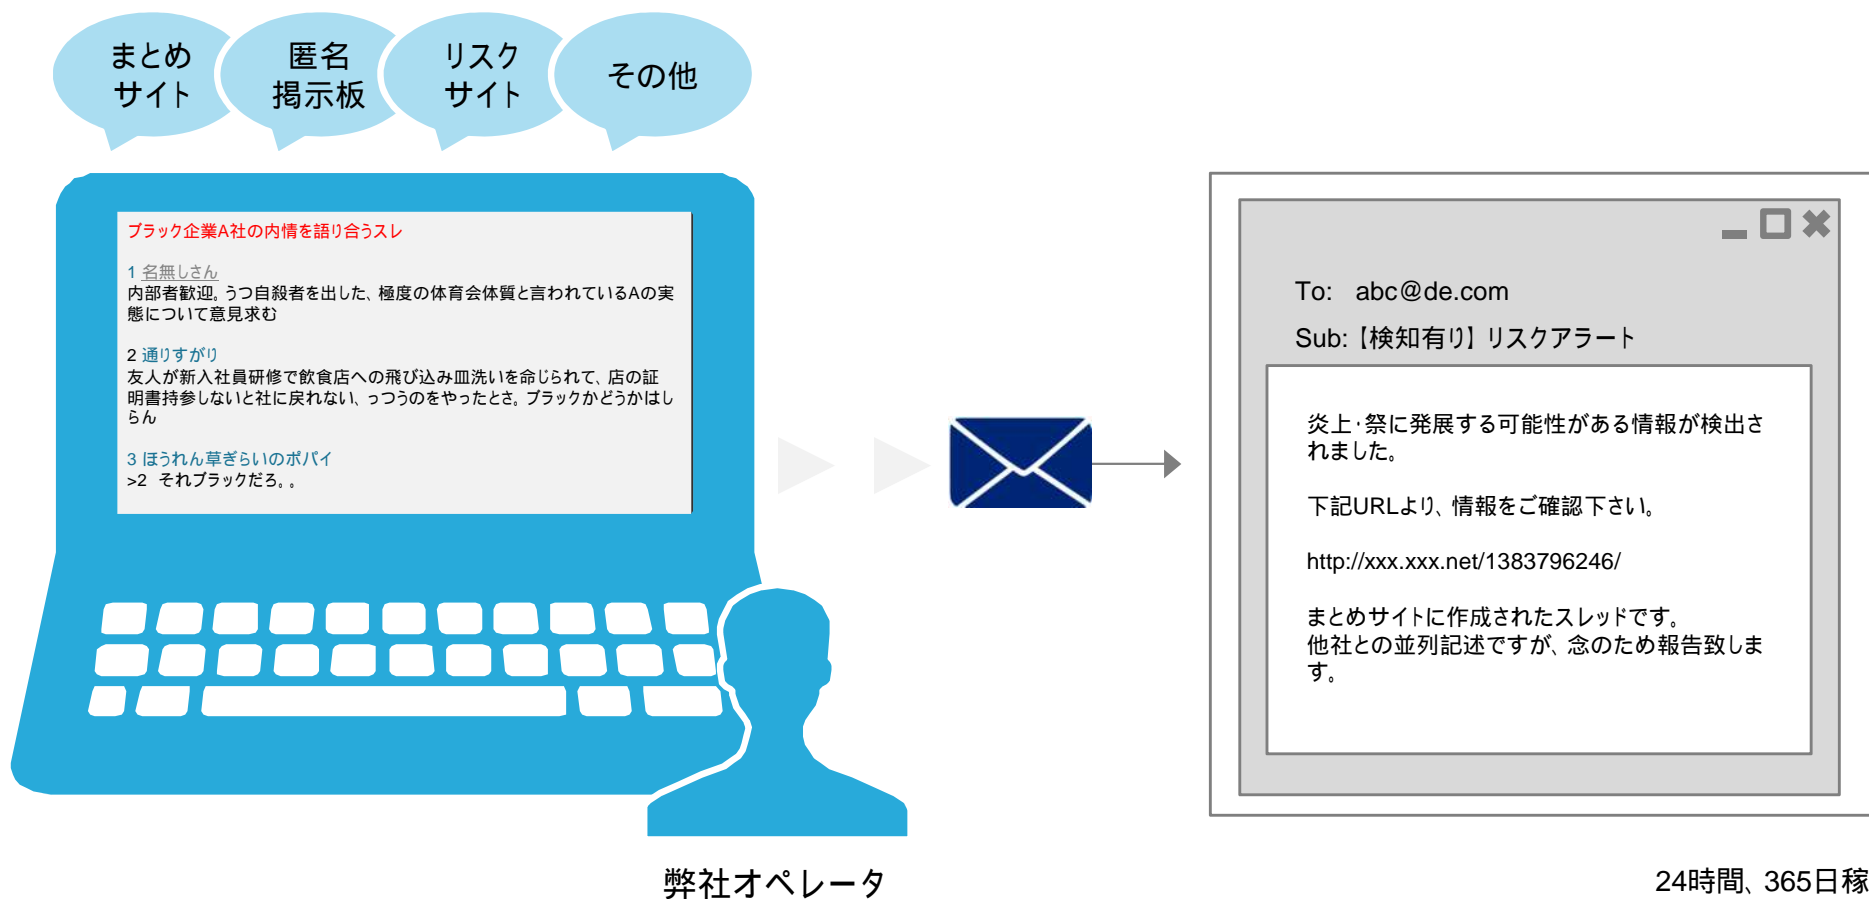 まとめ
サイト
匿名
掲示板
リスク
サイト
その他
ブラック企業A社の内情を語り合うスレ
1 名無しさん
内部者歓迎。うつ自殺者を出した、極度の体育会体質と言われているAの実
態について意見求む
2 通りすがり
友人が新入社員研修で飲食店への飛び込み皿洗いを命じられて、店の証
明書持参しないと社に戻れない、っつうのをやったとさ。ブラックかどうかはし
らん
3 ほうれん草ぎらいのポパイ
>2 それブラックだろ。。
To: abc@de.com
Sub:【検知有り】リスクアラート
炎上・祭に発展する可能性がある情報が検出さ
れました。
下記URLより、情報をご確認下さい。
http://xxx.xxx.net/1383796246/
まとめサイトに作成されたスレッドです。
他社との並列記述ですが、念のため報告致しま
す。
弊社オペレータ
24時間、365日稼